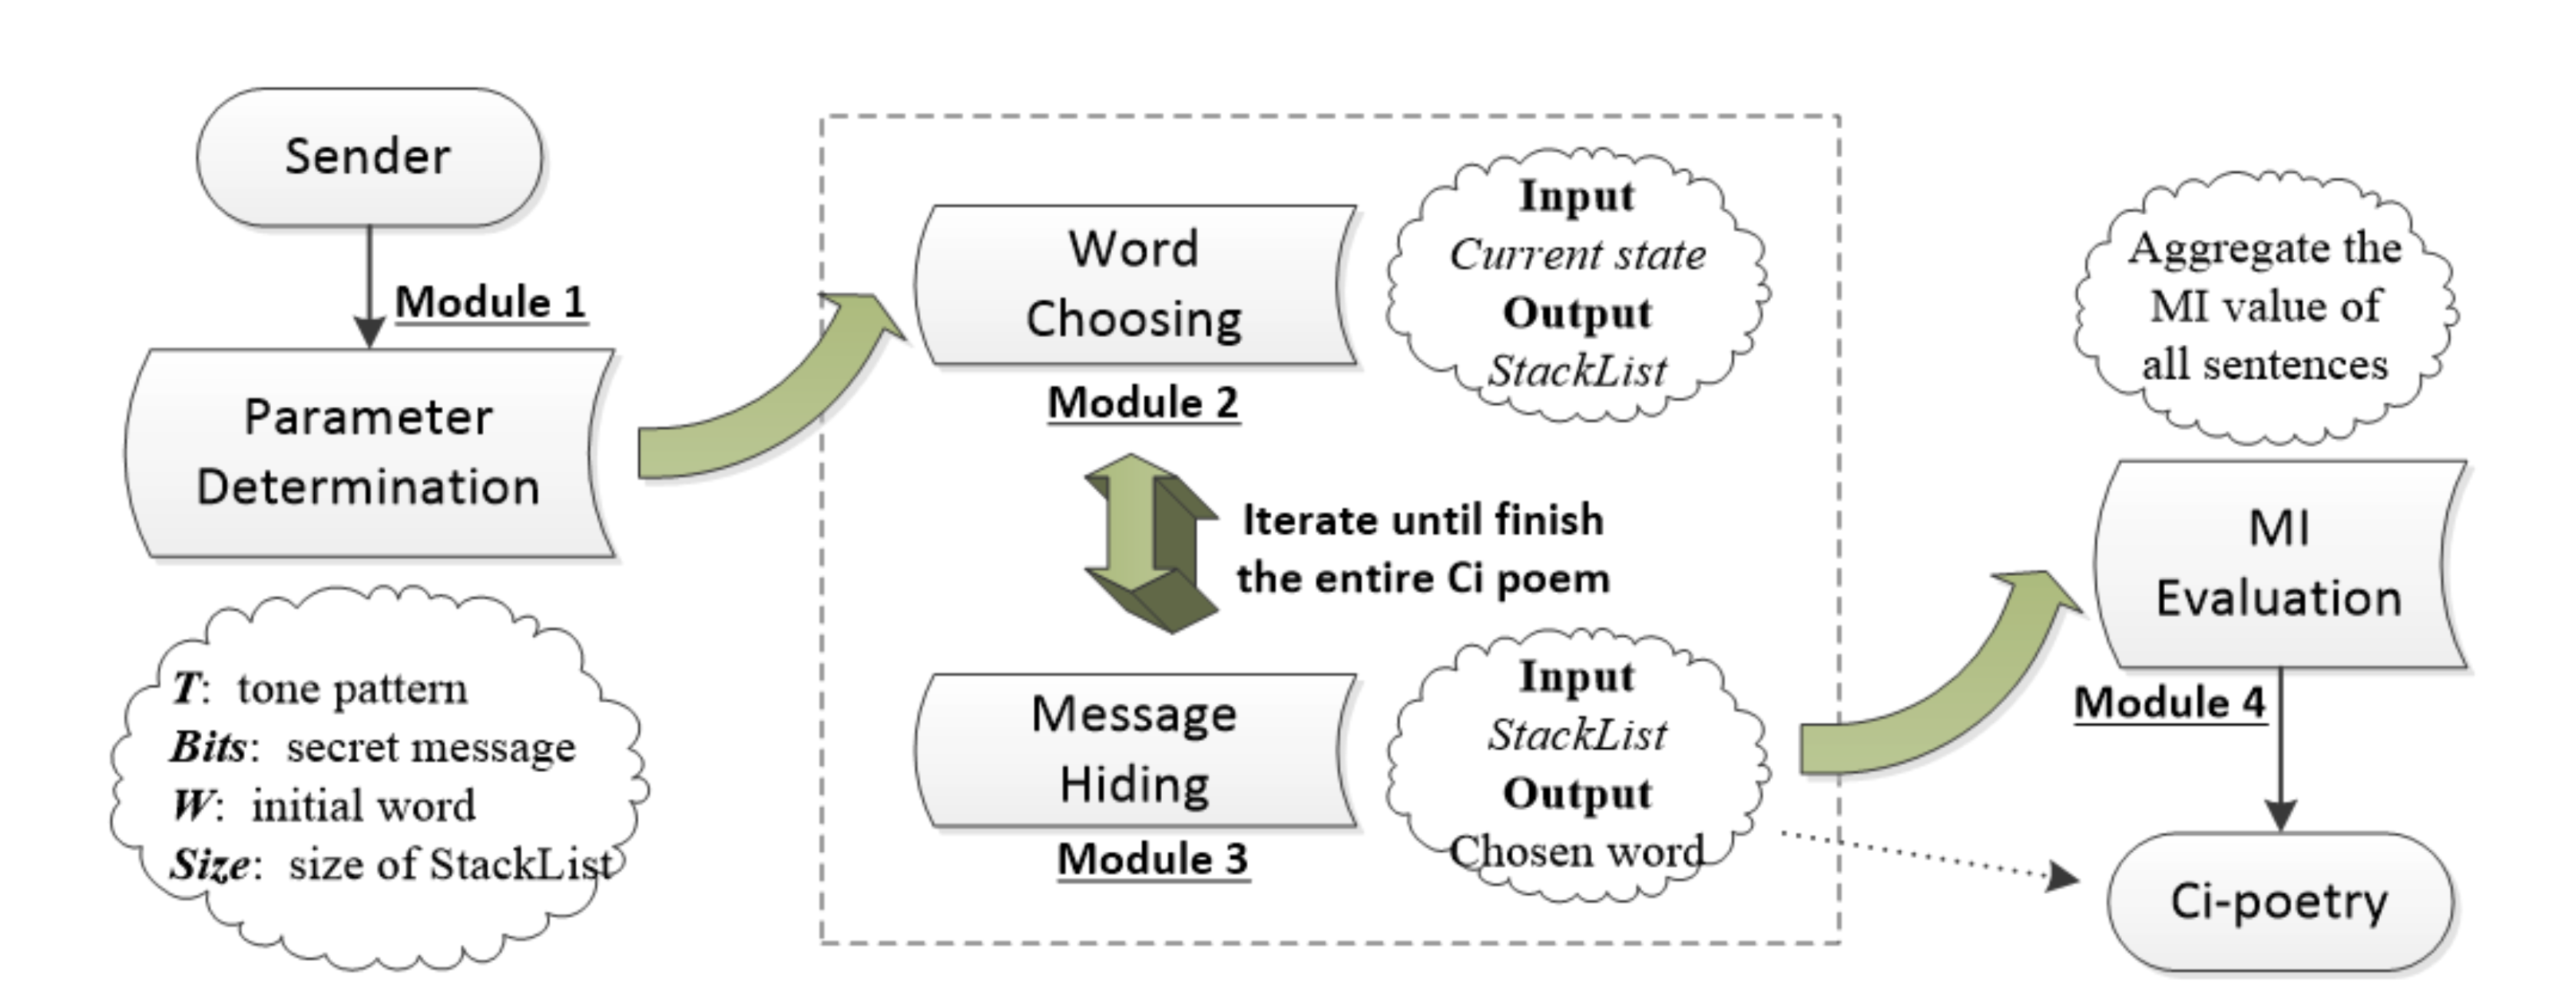 Sender
Module 1
Parameter
Determination
T: tone pattern
Bits: secret message
W: initial word
Size: size of StackList
Word
Choosing
Module 2
Input
Current state
Output
StackList
Iterate until finish
the entire Ci poem
Message
Hiding
Module 3
Input
StackList
Output
Chosen word
Aggregate the
MI value of
all sentences
MI
Evaluation
Module 4
Ci-poetry